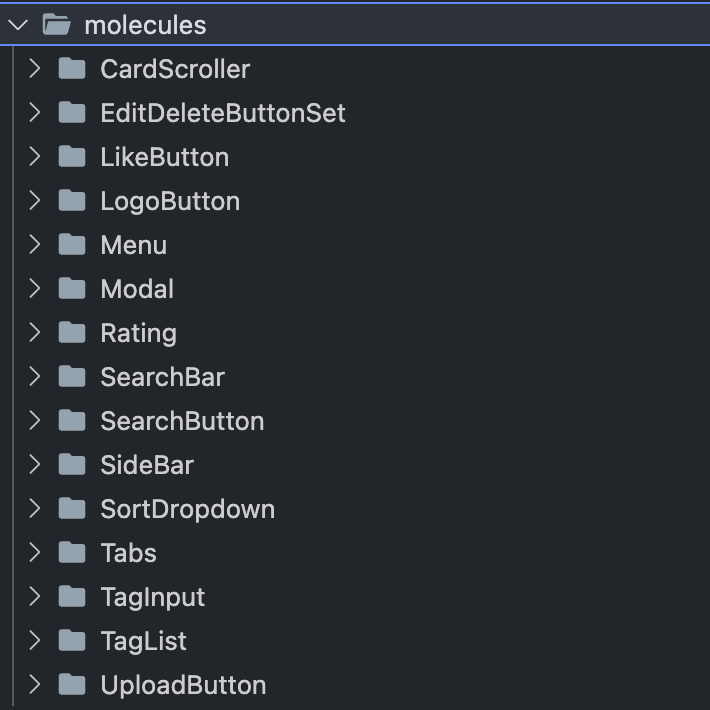 molecules
CardScroller
EditDeleteButtonSet
LikeButton
LogoButton
Menu
Modal
Rating
SearchBar
SearchButton
SideBar
SortDropdown
Tabs
TagInput
TagList
UploadButton